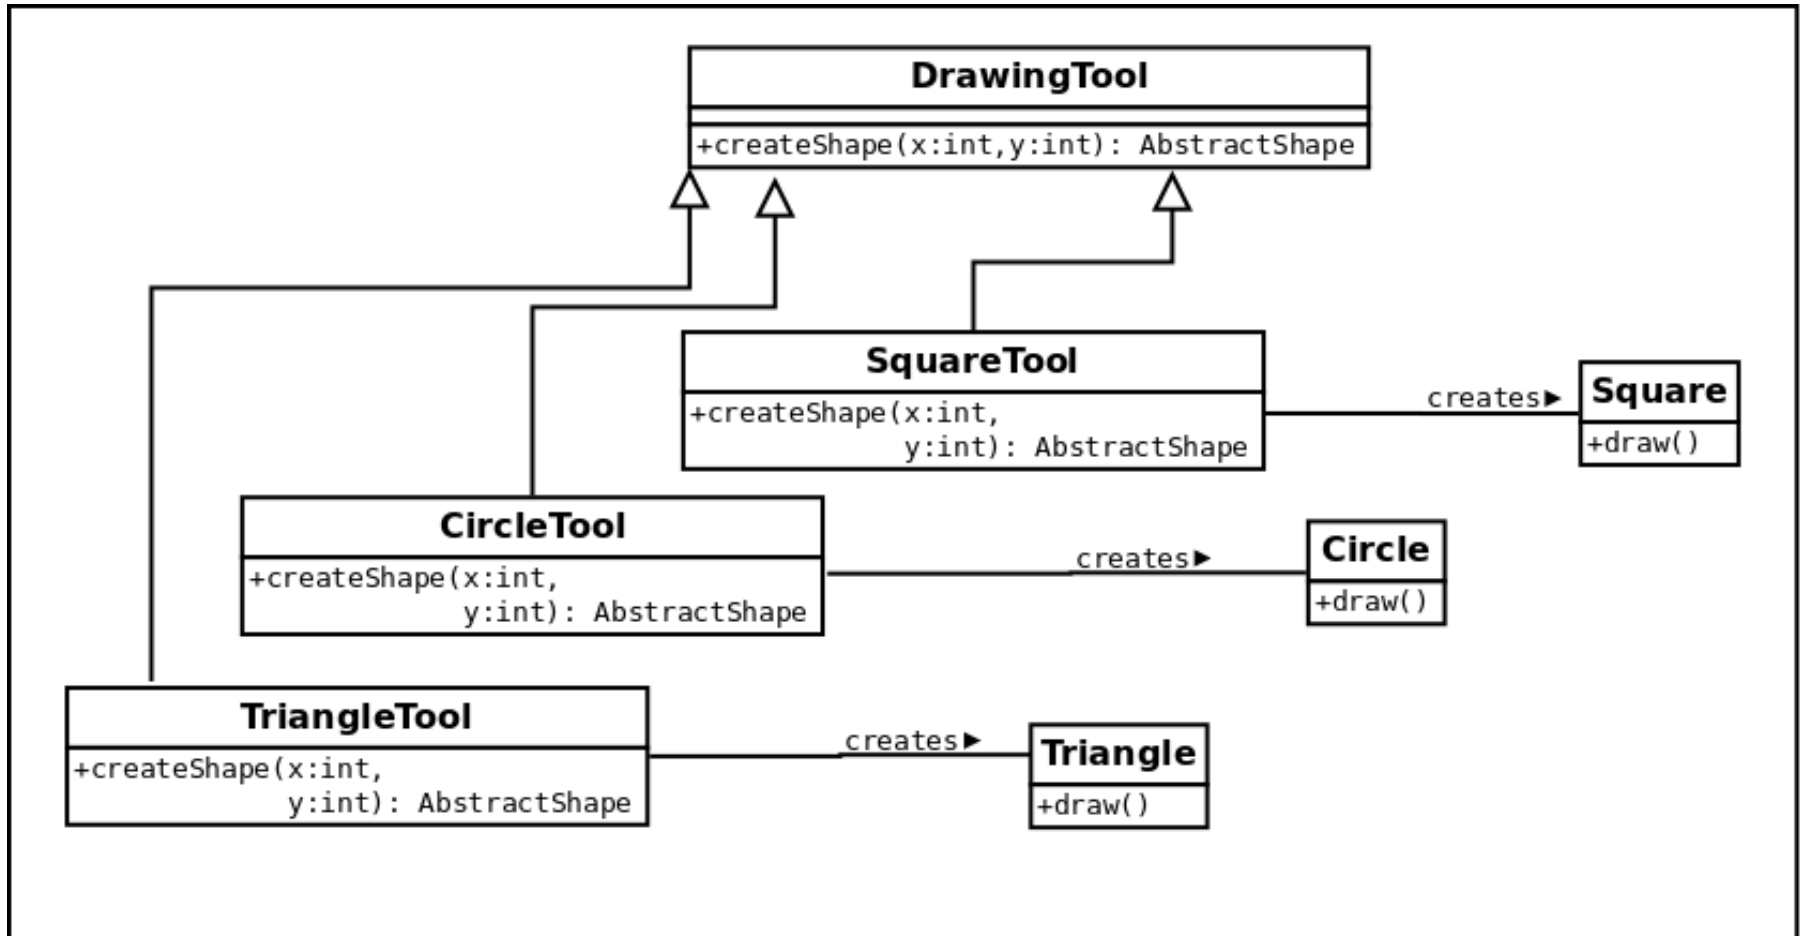 DrawingTool
+createShape(x:int,y:int): AbstractShape
SquareTool
+createShape(x:int,
y:int): AbstractShape
creates►
Square
+draw()
CircleTool
+createShape(x:int,
y:int): AbstractShape
creates►
Circle
+draw()
TriangleTool
+createShape(x:int,
y:int): AbstractShape
creates►
Triangle
+draw()